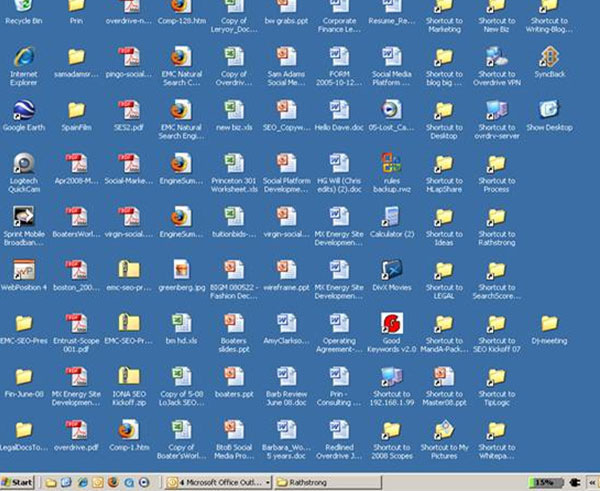 Recycle Bin
Prin
overdrive-n...
Comp-128.htm
Copy of
Leryoy_Doc...
bw grabs.ppt
Corporate
Finance Le...
Resume_Re...
Shortcut to
Marketing
Shortcut to
New Biz
Shortcut to
Writing-Blog...
Internet
Explorer
samadamsr...
pingo-social...
EMC Natural
Search C...
Copy of
Overdriv...
Sam Adams
Social Me...
FORM
2005-10-12...
Social Media
Platform ...
Shortcut to
blog big ...
Shortcut to
Overdrive VPN
SyncBack
Google Earth
SpainFilm
SES2.pdf
EMC Natural
Search Engi...
new biz.xls
SEO_Copyw...
Hello Dave.doc
05-Lost_Ca...
Shortcut to
Desktop
Shortcut to
ovrdrv-server
Show Desktop
Logitech
QuickCam
Apr2008-M...
Social-Marke...
EngineSum...
Princeton 301
Worksheet.xls
Social Platform
Developme...
HG Will (Chris
edits) (2).doc
rules
backup.rwz
Shortcut to
HLapShare
Shortcut to
Process
Sprint Mobile
Broadban...
BoatersWorl...
virgin-social...
EngineSum...
tuitionbids-...
virgin-social...
MX Energy Site
Developmen...
Calculator (2)
Shortcut to
Ideas
Shortcut to
Rathstrong
WebPosition 4
boston_200...
emc-seo-pr...
greenberg.jpg
BIGM 080522 -
Fashion Dec...
wireframe.ppt
MX Energy Site
Developmen...
DivX Movies
Shortcut to
LEGAL
Shortcut to
SearchScore...
EMC-SEO-Pres...
Entrust-Scope
001.pdf
EMC-SEO-Pr...
bm hd.xls
Boaters
slides.ppt
AmyClarkso...
Operating
Agreement-...
Good
Keywords v2.0
Shortcut to
MandA-Pack...
Shortcut to
SEO Kickoff 07
DJ-meeting
Fin-June-08
MX Energy Site
Developmen...
IONA SEO
Kickoff.zip
Copy of 5-08
LoJack SEO...
boaters.ppt
Barb Review
June 08.doc
Prin -
Consulting ...
Shortcut to
192.168.1.99
Shortcut to
Master08.ppt
Shortcut to
TipLogic
LegalDocsTo...
overdrive.pdf
Comp-1.htm
Copy of
Boater'sWorl...
BtoB Social
Media Pro...
Barbara_Wo...
5 years.doc
Redlined
Overdrive J...
Shortcut to
2008 Scopes
Shortcut to My
Pictures
Shortcut to
Whitepa...
Start
4 Microsoft Office Outl...
Rathstrong
15%